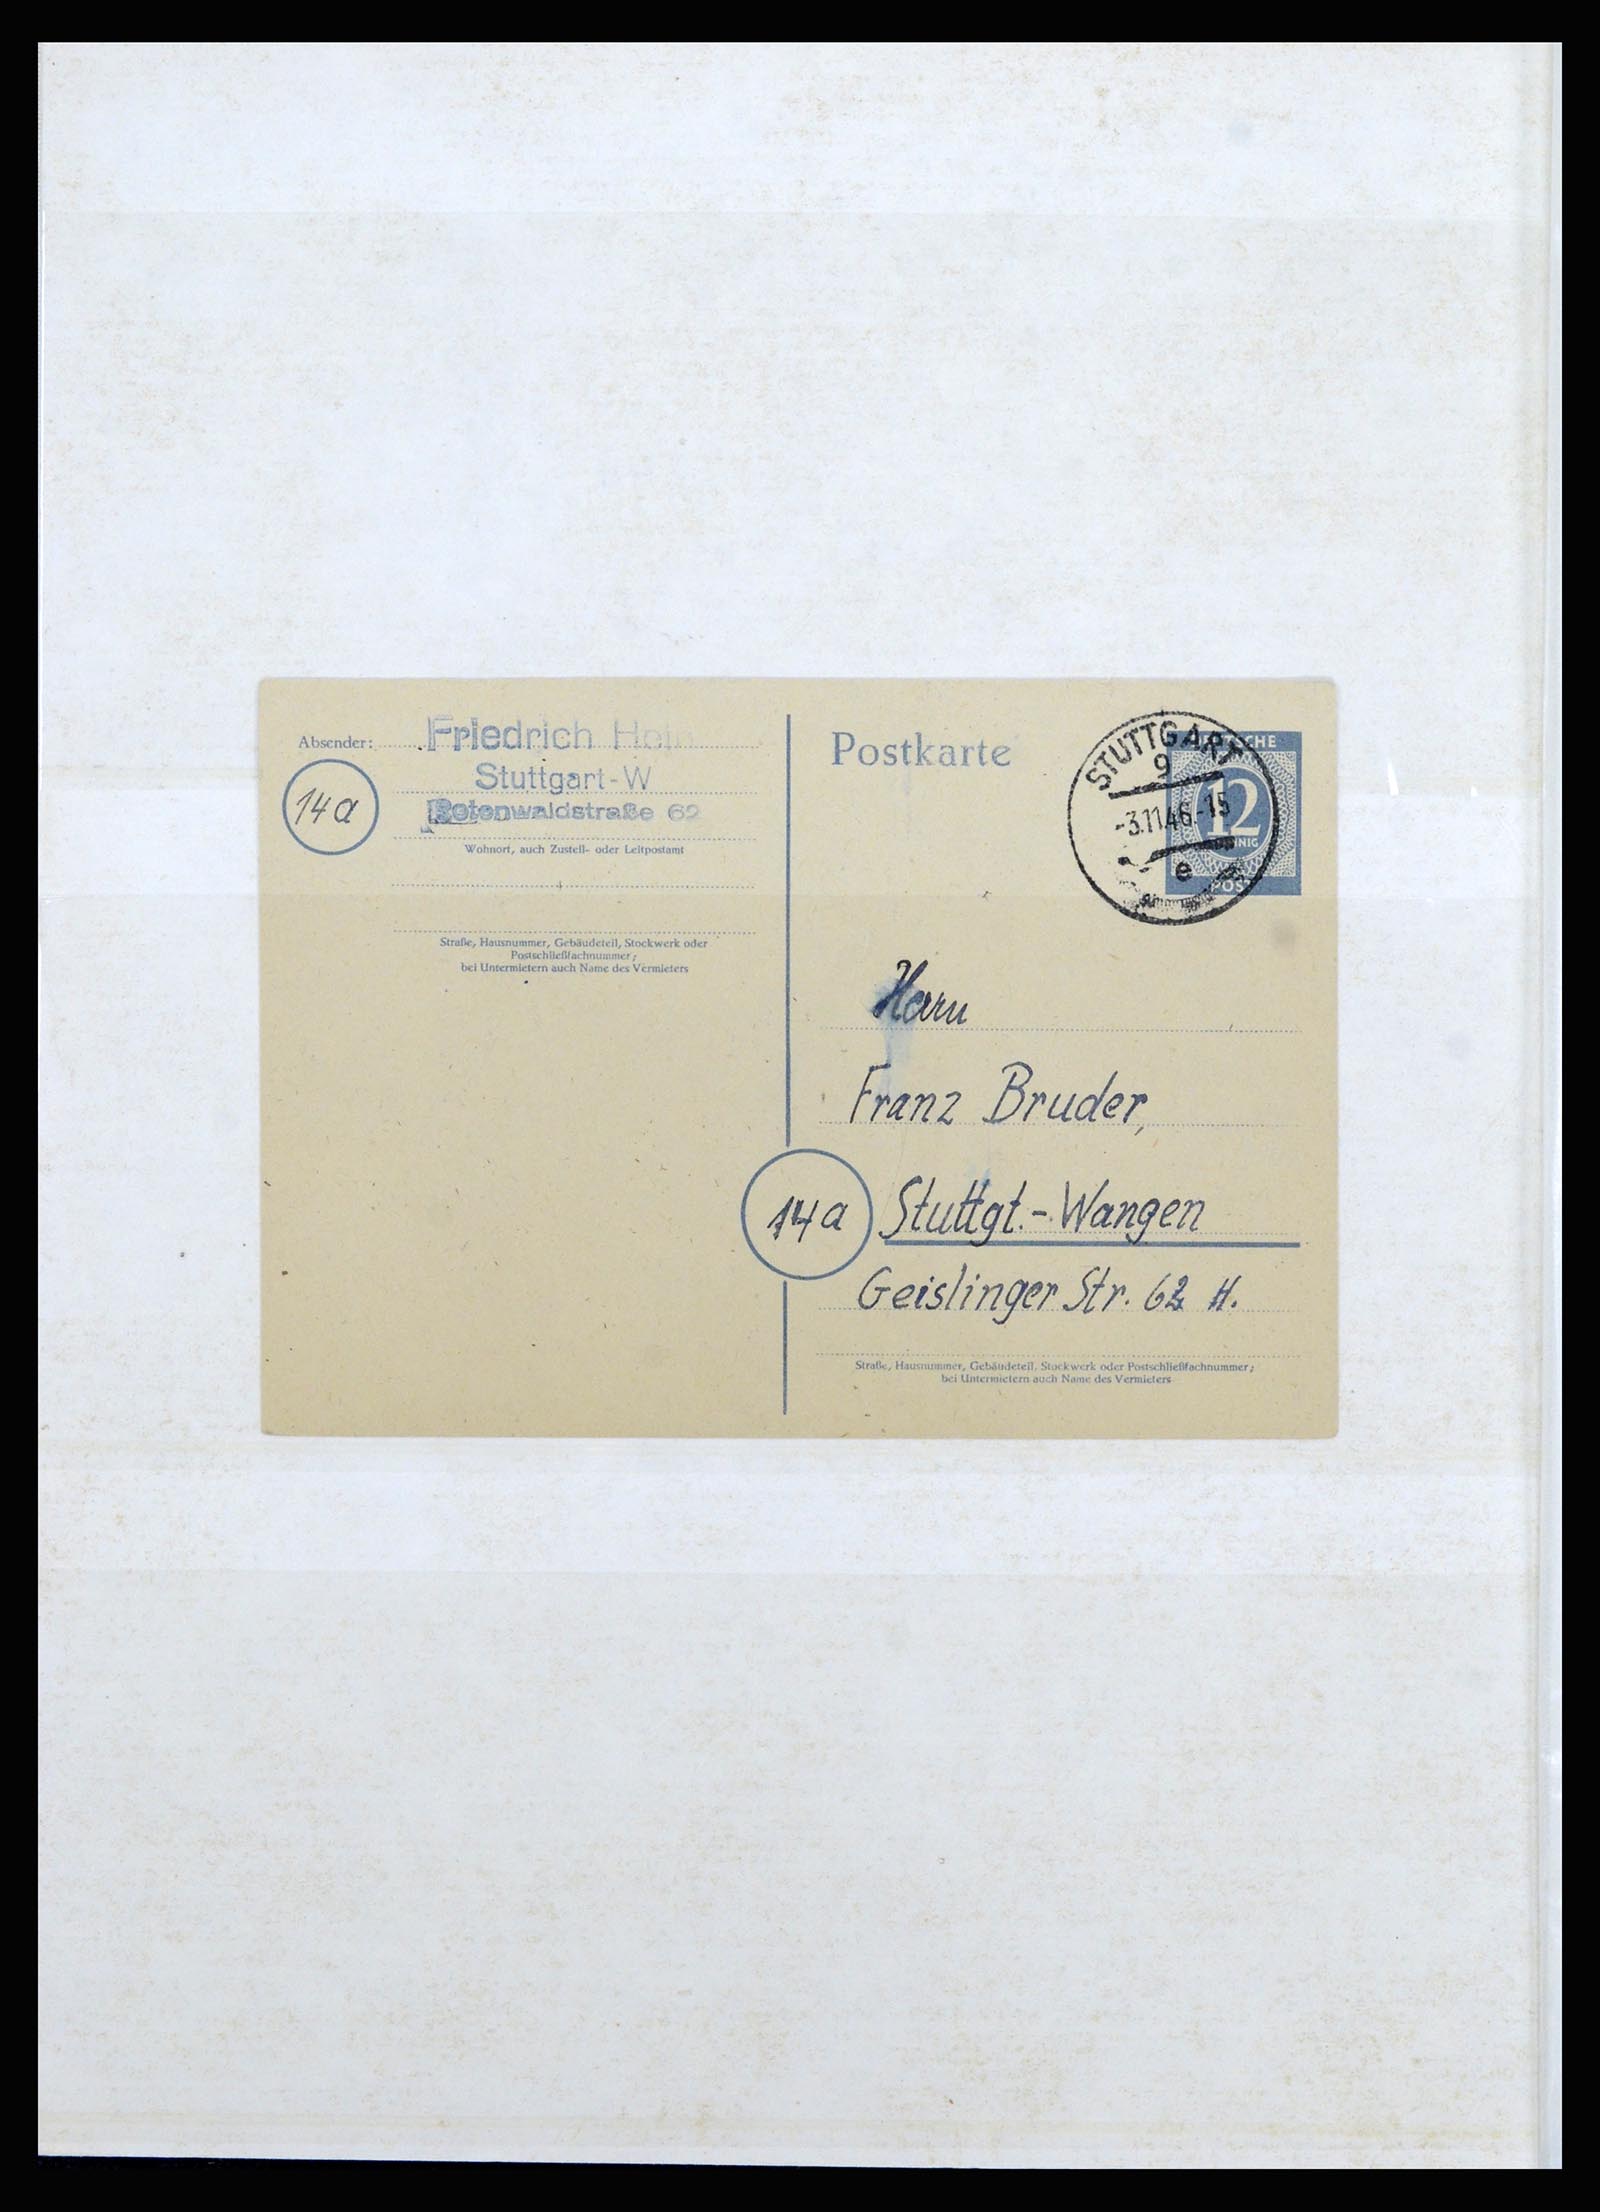 Absender: Friedrich
Stuttgart-W
Rotenwaldstraße 62
14a
Wohnort, auch Zustell- oder Leitpostamt
Straße, Hausnummer, Gebäudeteil, Stockwerk oder
Postschließfachnummer;
bei Untermietern auch Name des Vermieters
Postkarte
STUTTGART
9
-3.11.46.-15
e
12
POST
Herrn
Franz Bruder,
14a Stuttgt.-Wangen
Geislinger Str. 62 H.
Straße, Hausnummer, Gebäudeteil, Stockwerk oder Postschließfachnummer;
bei Untermietern auch Name des Vermieters